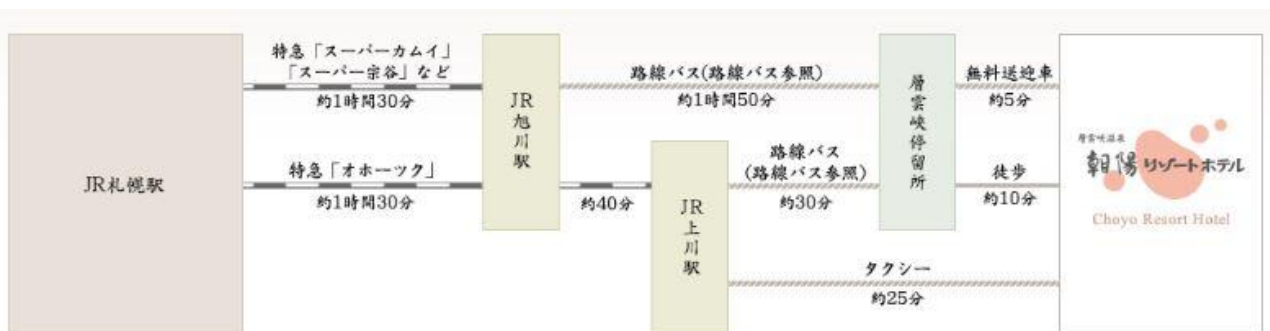 JR札幌駅
特急「スーパーカムイ」
「スーパー宗谷」など
約1時間30分
特急「オホーツク」
約1時間30分
JR旭川駅
路線バス(路線バス参照)
約1時間50分
約40分
JR上川駅
路線バス
(路線バス参照)
約30分
タクシー
約25分
層雲峡停留所
無料送迎車
約5分
徒歩
約10分
層雲峡温泉
朝陽リゾートホテル
Choyo Resort Hotel